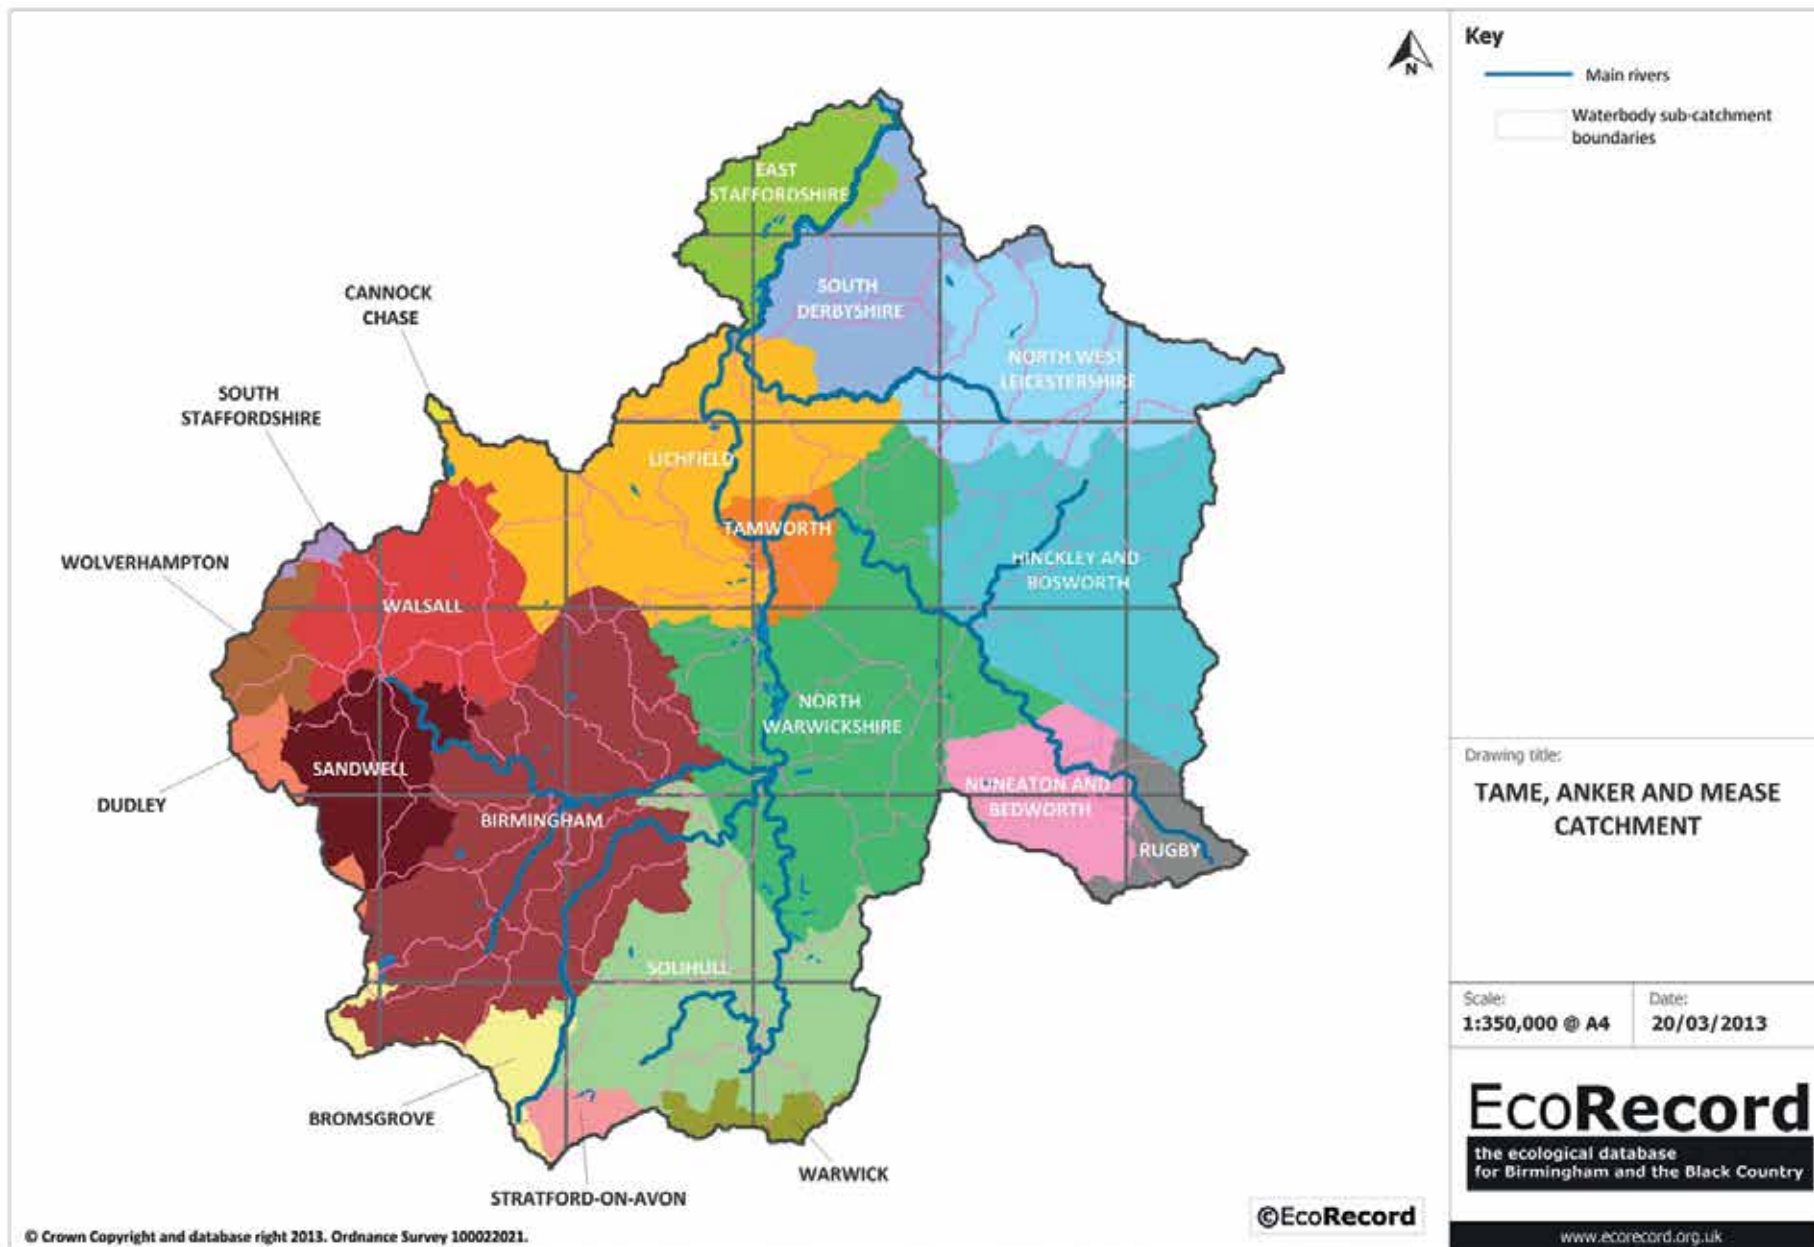 N
EAST
STAFFORDSHIRE
SOUTH
DERBYSHIRE
CANNOCK
CHASE
NORTH WEST
LEICESTERSHIRE
SOUTH
STAFFORDSHIRE
LICHFIELD
TAMWORTH
HINCKLEY AND
BOSWORTH
WOLVERHAMPTON
WALSALL
NORTH
WARWICKSHIRE
SANDWELL
DUDLEY
BIRMINGHAM
NUNEATON AND
BEDWORTH
RUGBY
SOLIHULL
BROMSGROVE
WARWICK
STRATFORD-ON-AVON
©EcoRecord
© Crown Copyright and database right 2013. Ordnance Survey 100022021.
Key
Main rivers
Waterbody sub-catchment
boundaries
Drawing title:
TAME, ANKER AND MEASE
CATCHMENT
Scale:
1:350,000 @ A4
Date:
20/03/2013
EcoRecord
the ecological database
for Birmingham and the Black Country
www.ecorecord.org.uk